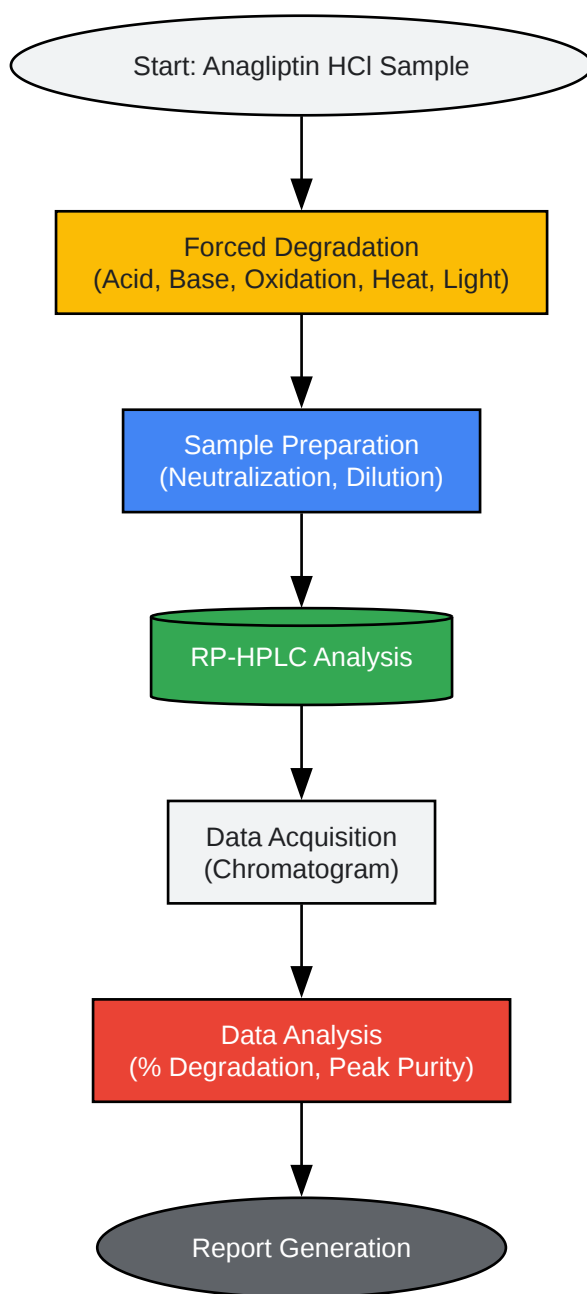 Start: Anagliptin HCl Sample
Forced Degradation
(Acid, Base, Oxidation, Heat, Light)
Sample Preparation
(Neutralization, Dilution)
RP-HPLC Analysis
Data Acquisition
(Chromatogram)
Data Analysis
(% Degradation, Peak Purity)
Report Generation